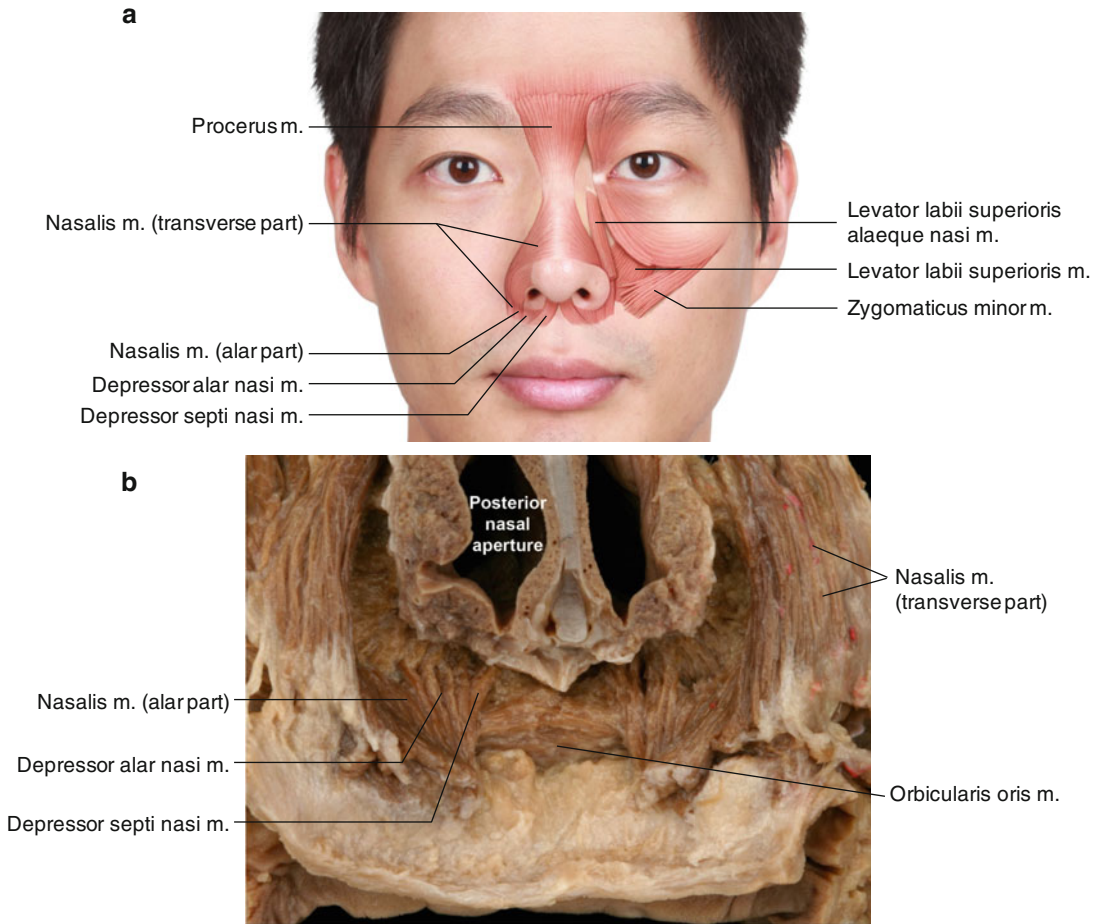 a
Procerus m.
Nasalis m. (transverse part)
Nasalis m. (alar part)
Depressor alar nasi m.
Depressor septi nasi m.
Levator labii superioris
alaeque nasi m.
Levator labii superioris m.
Zygomaticus minor m.
b
Posterior
nasal
aperture
Nasalis m. (alar part)
Depressor alar nasi m.
Depressor septi nasi m.
Nasalis m.
(transverse part)
Orbicularis oris m.